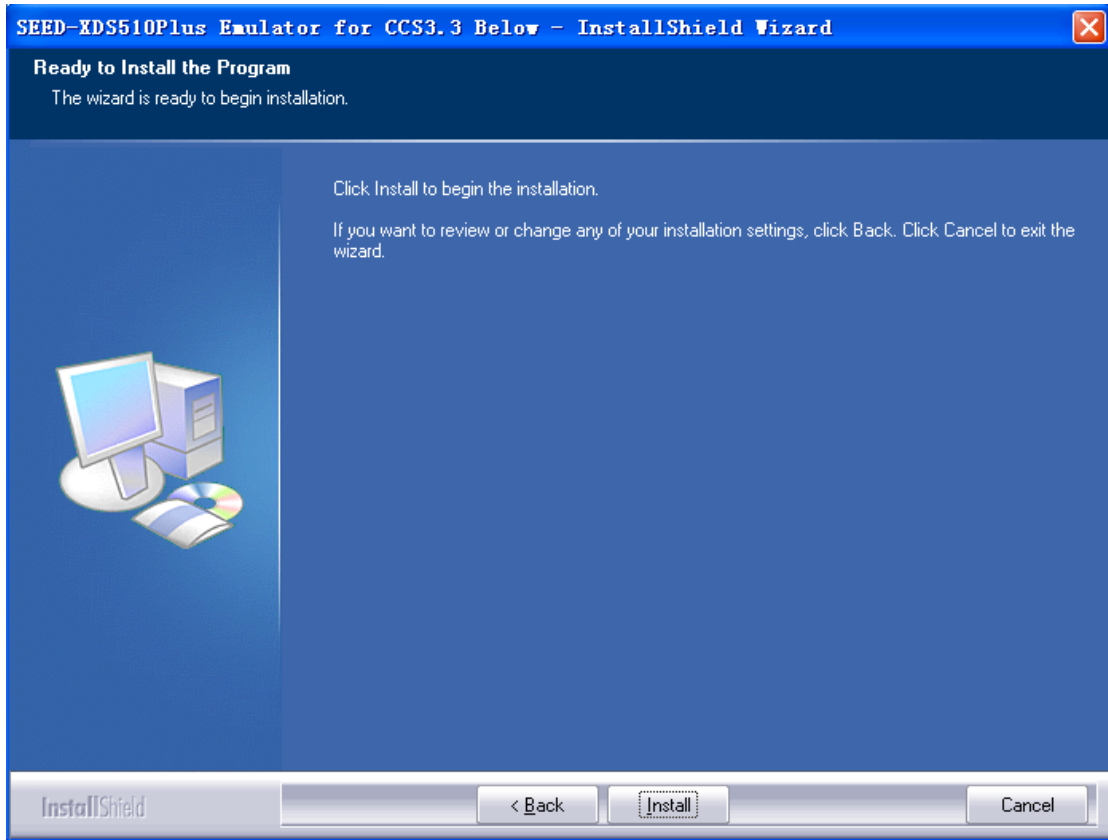 SEED-XDS510Plus Emulator for CCS3.3 Below - InstallShield Wizard
Ready to Install the Program
The wizard is ready to begin installation.
Click Install to begin the installation.
If you want to review or change any of your installation settings, click Back. Click Cancel to exit the
wizard.
InstallShield
< Back
Install
Cancel